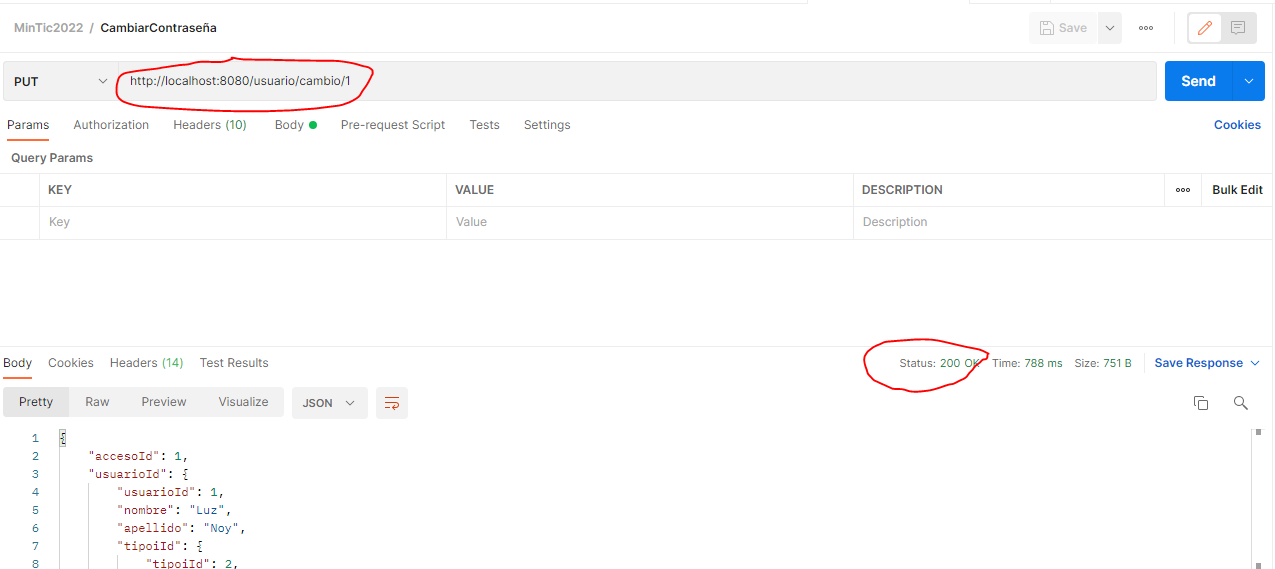 MinTic2022 / CambiarContraseña
Save
PUT
http://localhost:8080/usuario/cambio/1
Send
Params Authorization Headers (10) Body Pre-request Script Tests Settings Cookies
Query Params
KEY VALUE DESCRIPTION Bulk Edit
Key Value Description
Body Cookies Headers (14) Test Results Status: 200 OK Time: 788 ms Size: 751 B Save Response
Pretty Raw Preview Visualize JSON
1 {
2 "accesoId": 1,
3 "usuarioId": {
4 "usuarioId": 1,
5 "nombre": "Luz",
6 "apellido": "Noy",
7 "tipoiId": {
8 "tipoiId": 2,